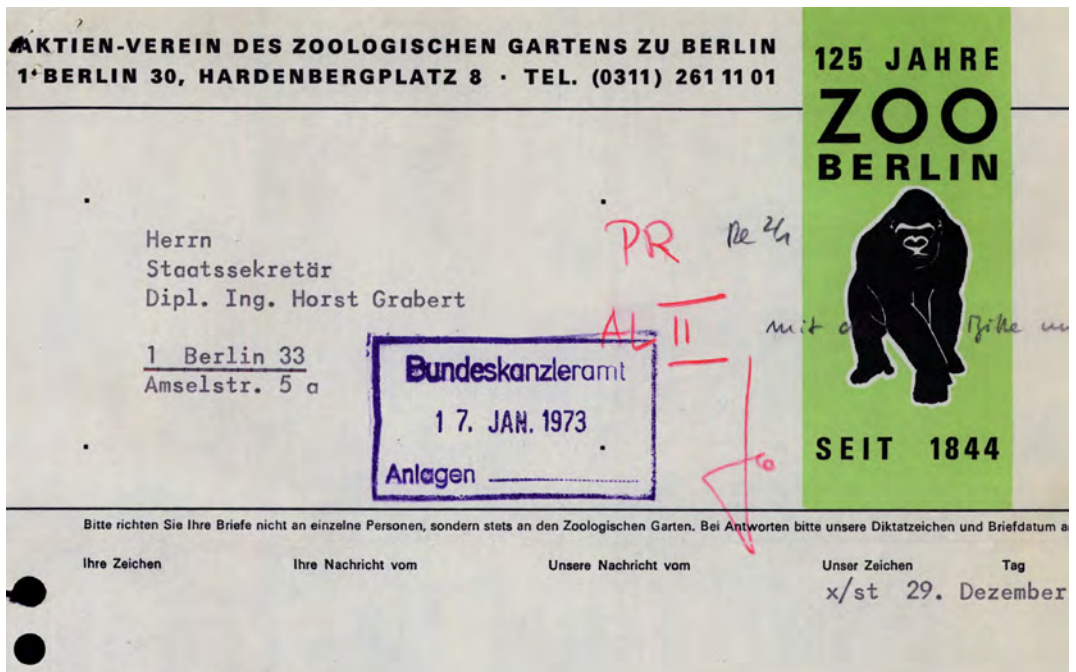 AKTIEN-VEREIN DES ZOOLOGISCHEN GARTENS ZU BERLIN
1 BERLIN 30, HARDENBERGPLATZ 8 · TEL. (0311) 261 11 01
125 JAHRE
ZOO
BERLIN
SEIT 1844
Herrn
Staatssekretär
Dipl. Ing. Horst Grabert
1 Berlin 33
Amselstr. 5 a
PR
AL II
mit Bitte
Bundeskanzleramt
17. JAN. 1973
Anlagen
Bitte richten Sie Ihre Briefe nicht an einzelne Personen, sondern stets an den Zoologischen Garten. Bei Antworten bitte unsere Diktatzeichen und Briefdatum
Ihre Zeichen Ihre Nachricht vom Unsere Nachricht vom Unser Zeichen Tag
x/st 29. Dezember